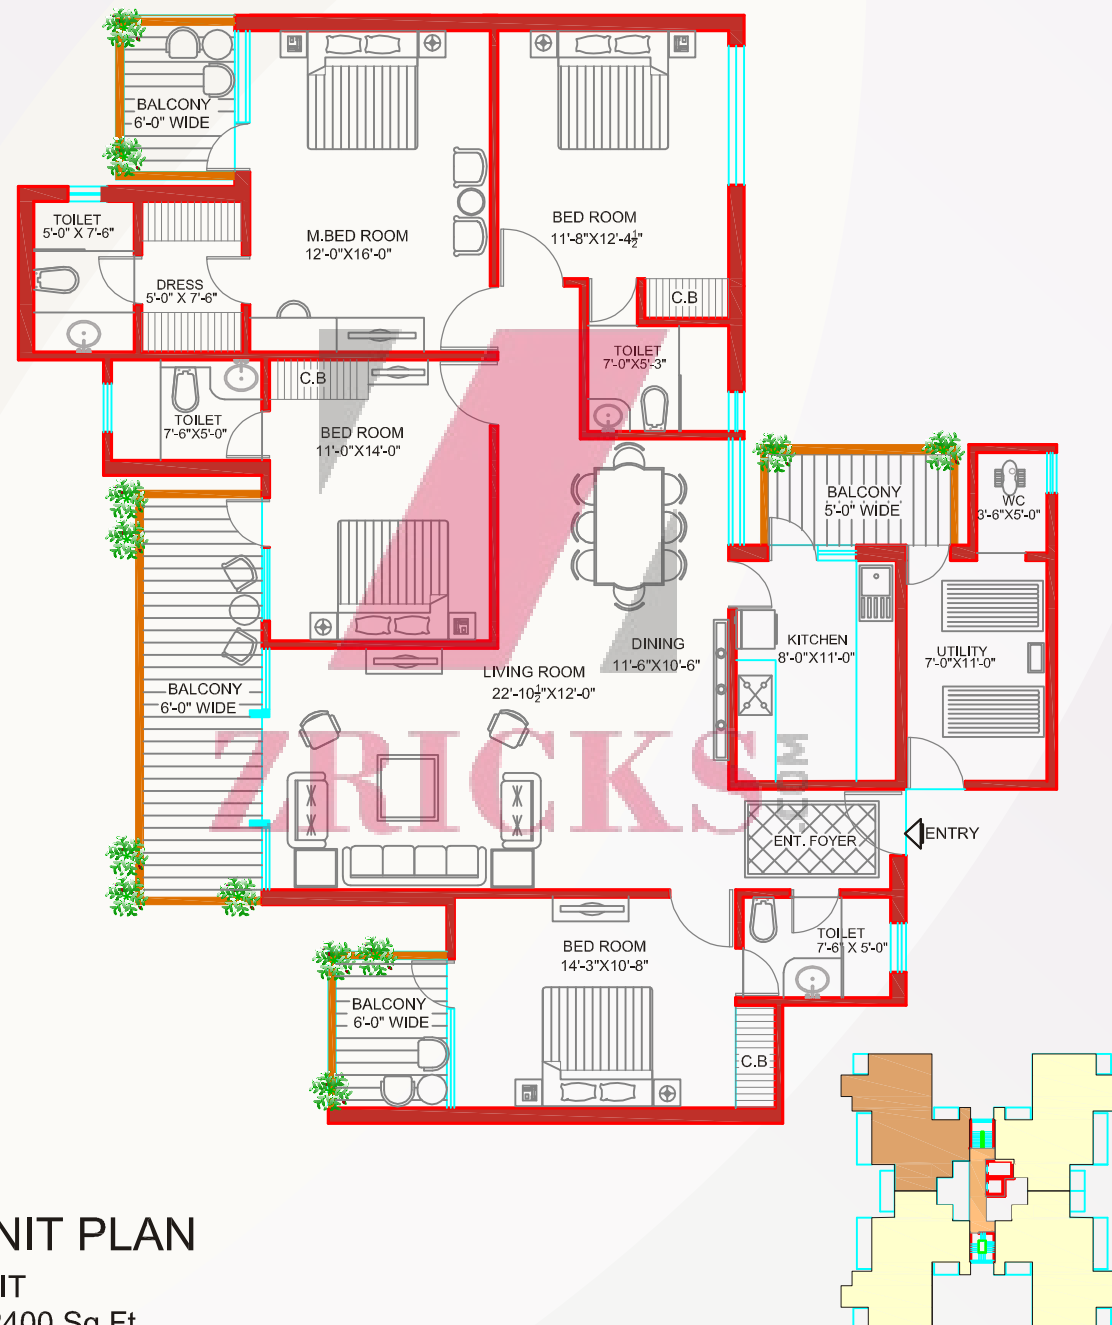 BALCONY
6'-0" WIDE
TOILET
5'-0" X 7'-6"
DRESS
5'-0" X 7'-6"
M.BED ROOM
12'-0"X16'-0"
BED ROOM
11'-8"X12'-4½"
C.B
TOILET
7'-0"X5'-3"
C.B
TOILET
7'-6"X5'-0"
BED ROOM
11'-0"X14'-0"
BALCONY
5'-0" WIDE
WC
3'-6"X5'-0"
KITCHEN
8'-0"X11'-0"
UTILITY
7'-0"X11'-0"
DINING
11'-6"X10'-6"
LIVING ROOM
22'-10½"X12'-0"
BALCONY
6'-0" WIDE
ZRICKS
.COM
ENT. FOYER
ENTRY
TOILET
7'-6" X 5'-0"
BED ROOM
14'-3"X10'-8"
BALCONY
6'-0" WIDE
C.B
NIT PLAN
IT
2400 Sq.Ft